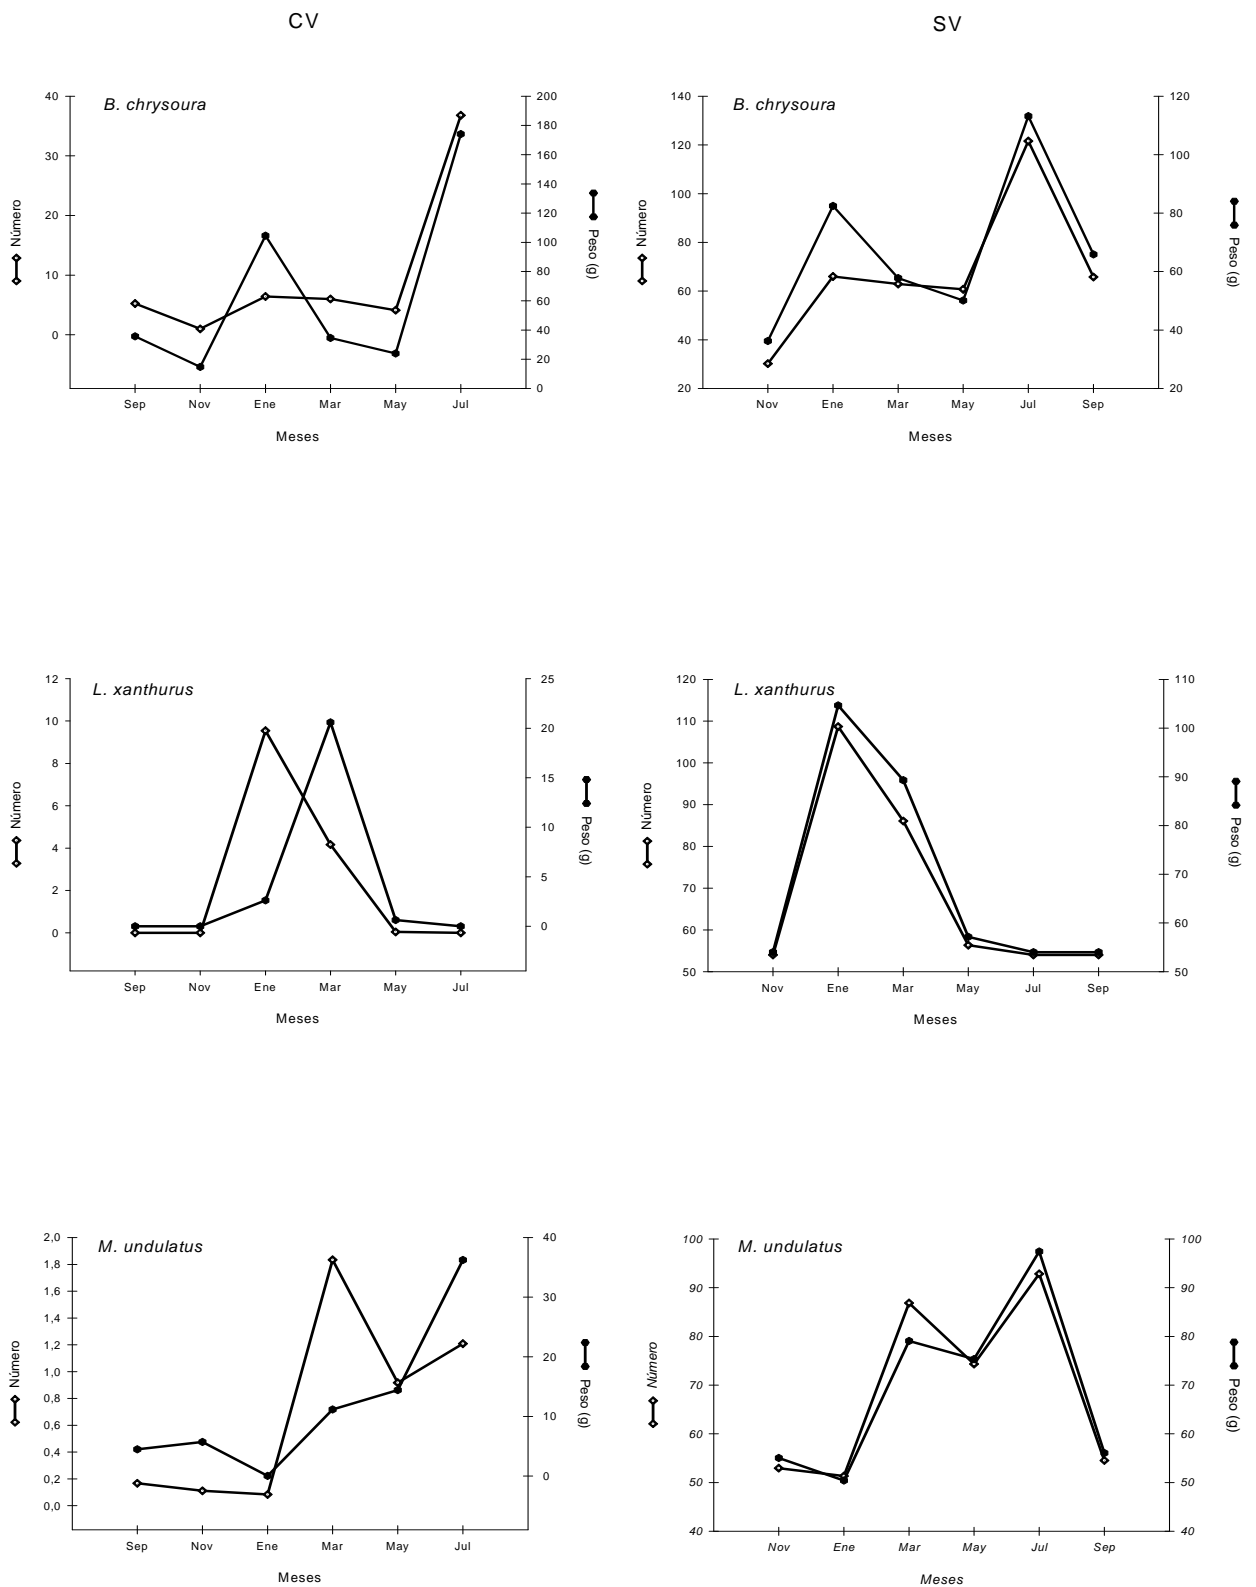 CV
SV
B. chrysoura
40
30
20
10
0
Número
200
180
160
140
120
100
80
60
40
20
0
Peso (g)
Sep Nov Ene Mar May Jul
Meses
B. chrysoura
140
120
100
80
60
40
20
Número
120
100
80
60
40
20
Peso (g)
Nov Ene Mar May Jul Sep
Meses
L. xanthurus
12
10
8
6
4
2
0
Número
25
20
15
10
5
0
Peso (g)
Sep Nov Ene Mar May Jul
Meses
L. xanthurus
120
110
100
90
80
70
60
50
Número
110
100
90
80
70
60
50
Peso (g)
Nov Ene Mar May Jul Sep
Meses
M. undulatus
2,0
1,8
1,6
1,4
1,2
1,0
0,8
0,6
0,4
0,2
0,0
Número
40
30
20
10
0
Peso (g)
Sep Nov Ene Mar May Jul
Meses
M. undulatus
100
90
80
70
60
50
40
Número
100
90
80
70
60
50
40
Peso (g)
Nov Ene Mar May Jul Sep
Meses